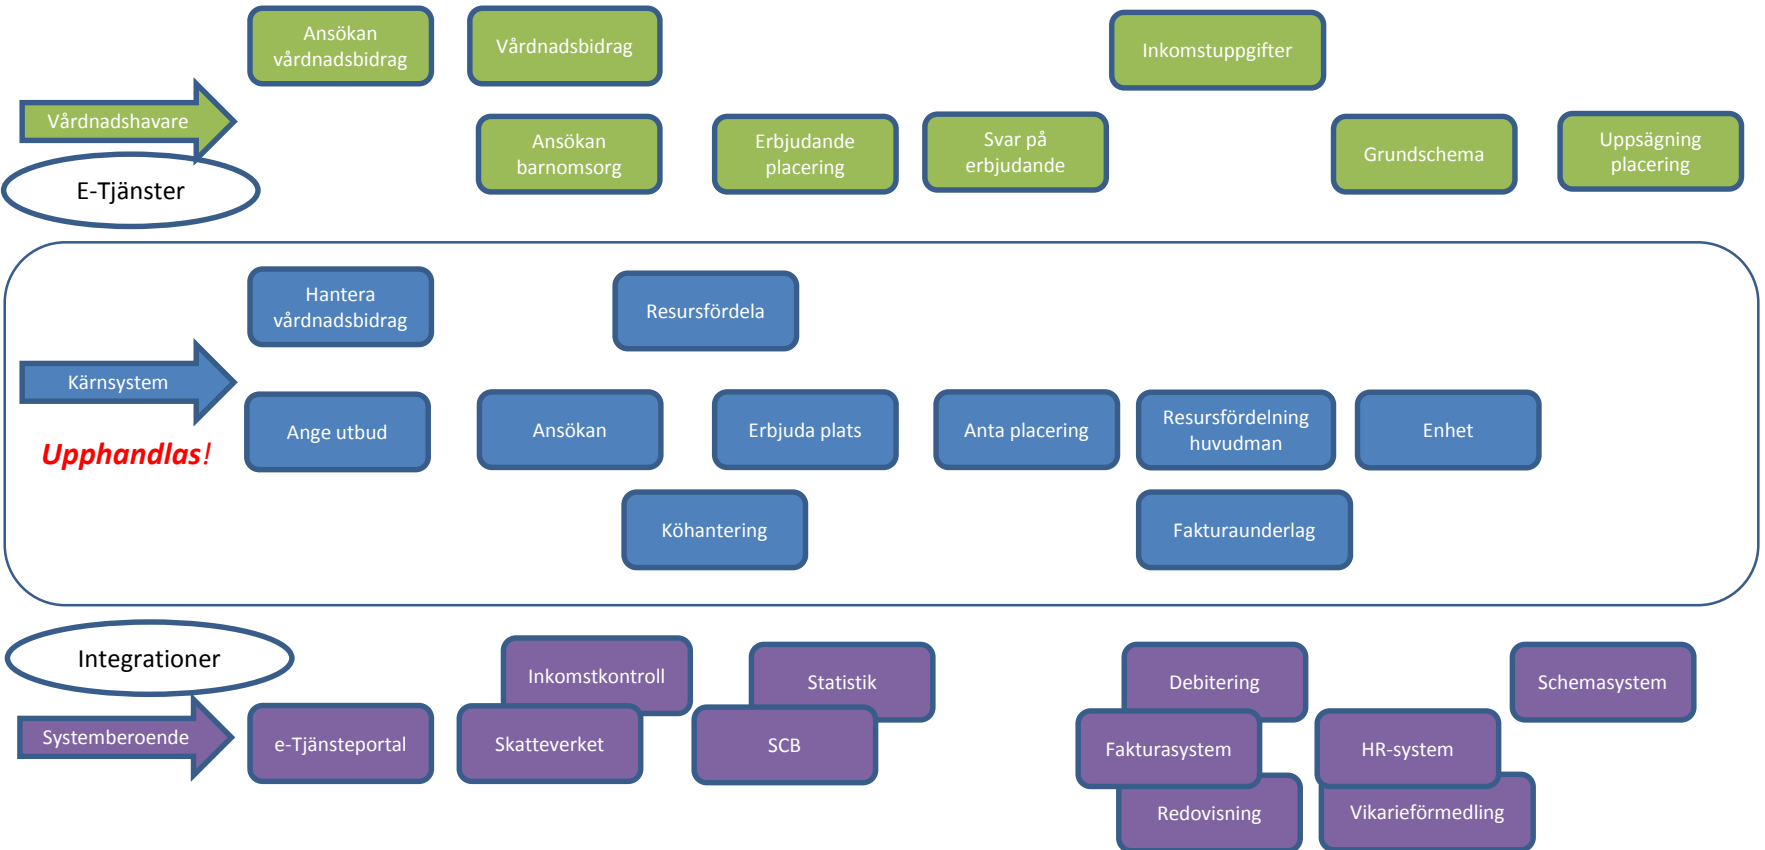 Ansökan
vårdnadsbidrag
Vårdnadsbidrag
Inkomstuppgifter
Vårdnadshavare
Ansökan
barnomsorg
Erbjudande
placering
Svar på
erbjudande
Grundschema
Uppsägning
placering
E-Tjänster
Hantera
vårdnadsbidrag
Resursfördela
Kärnsystem
Upphandlas!
Ange utbud
Ansökan
Erbjuda plats
Anta placering
Resursfördelning
huvudman
Enhet
Köhantering
Fakturaunderlag
Integrationer
Inkomstkontroll
Statistik
Debitering
Schemasystem
Systemberoende
e-Tjänsteportal
Skatteverket
SCB
Fakturasystem
HR-system
Redovisning
Vikarieförmedling